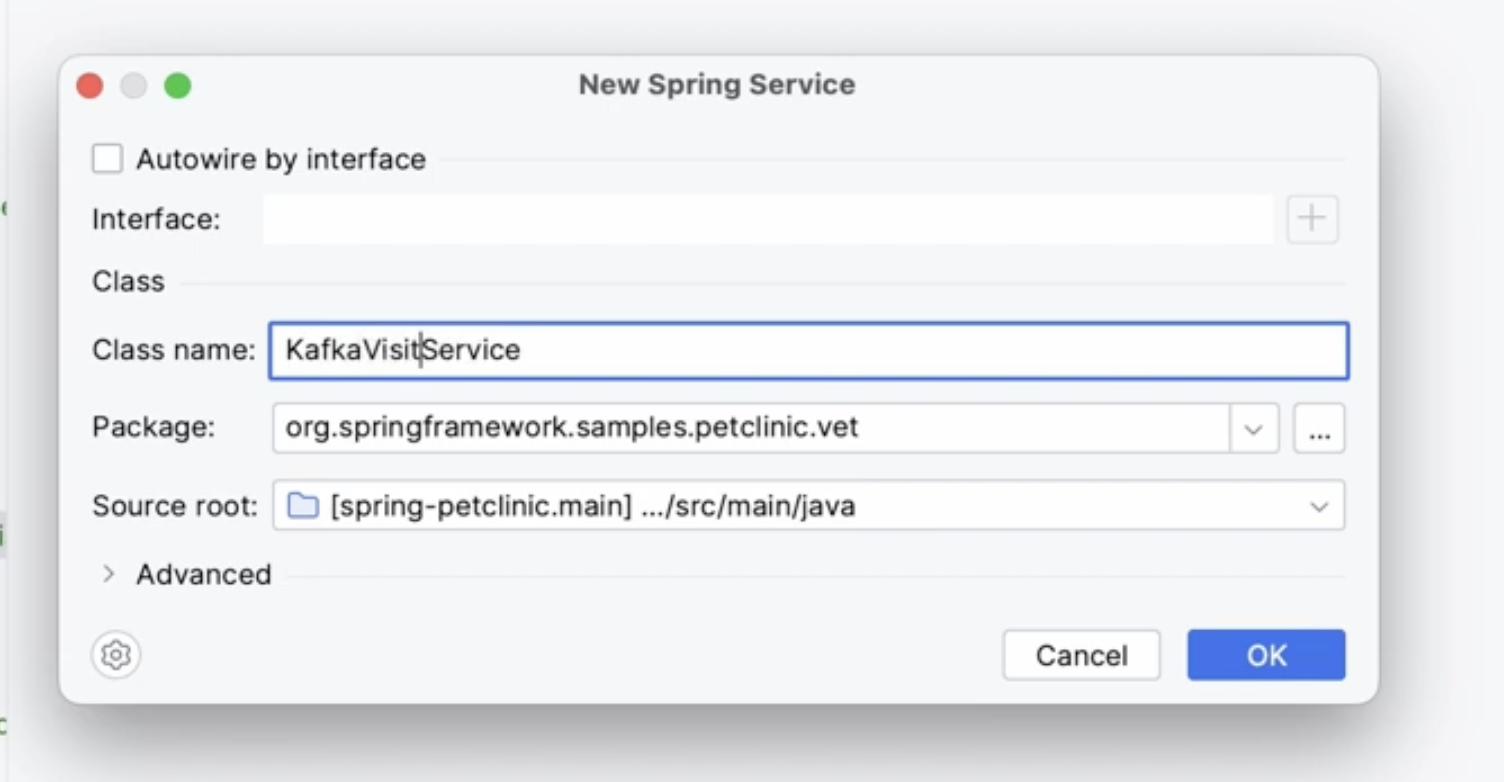 New Spring Service
Autowire by interface
Interface:
Class
Class name: KafkaVisitService
Package: org.springframework.samples.petclinic.vet ...
Source root: [spring-petclinic.main] .../src/main/java
Advanced
Cancel OK